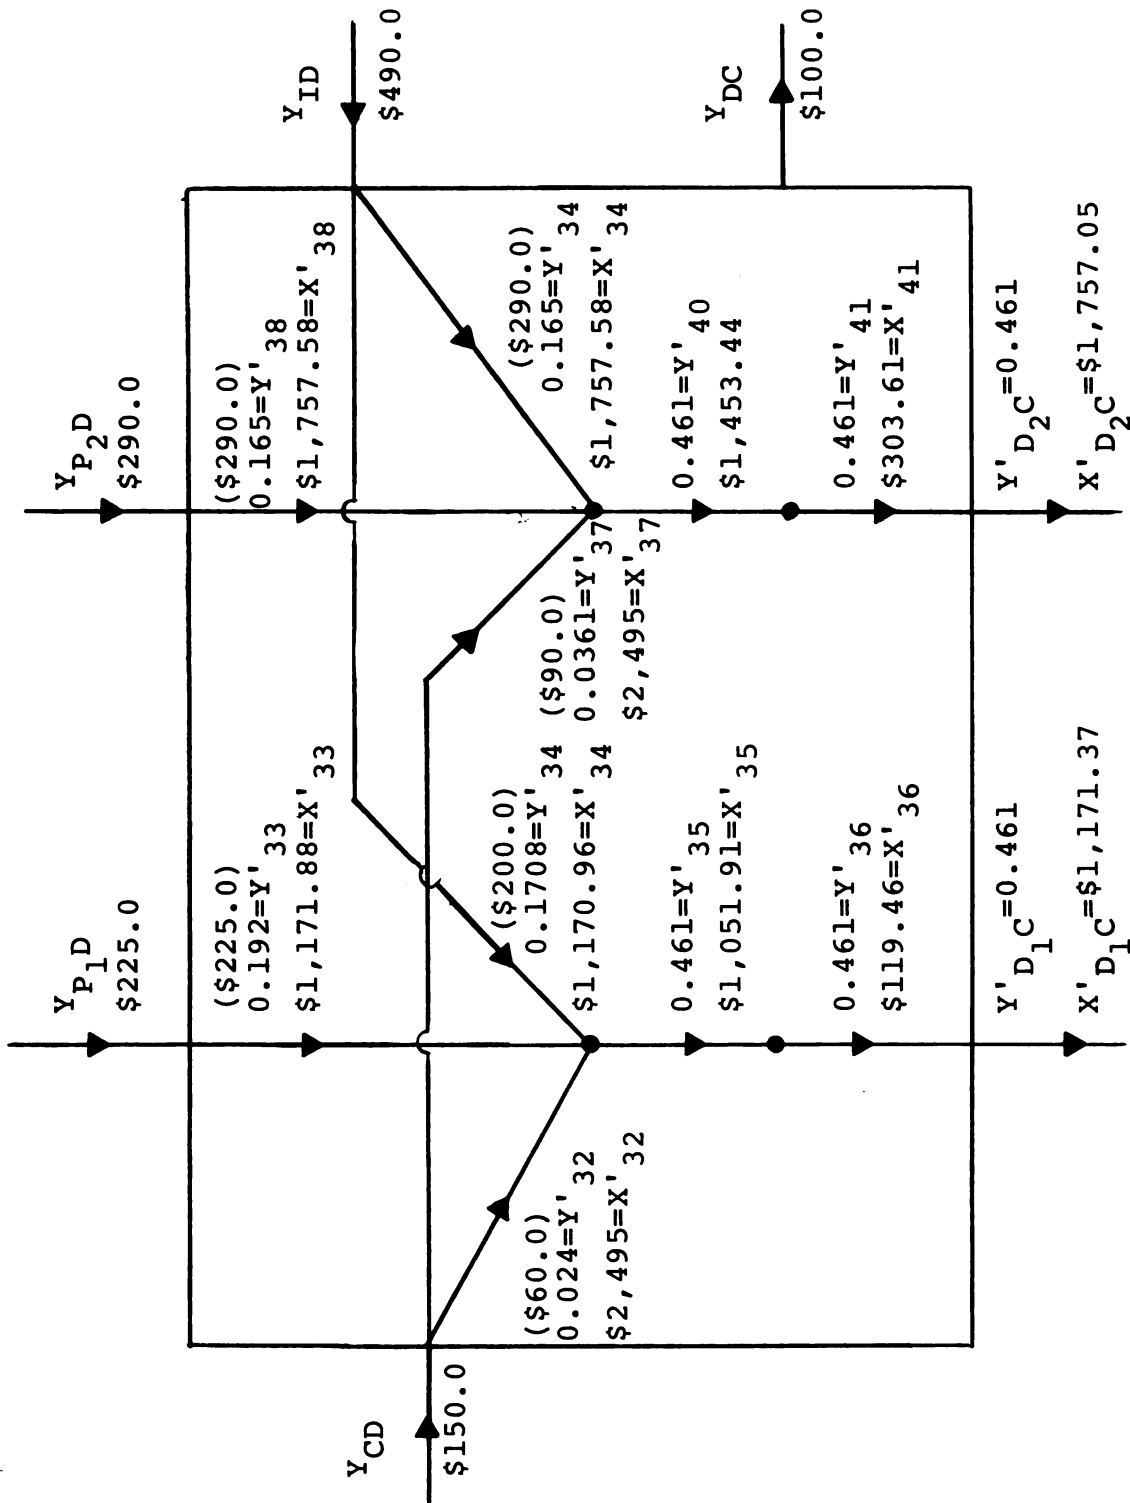 Y_P₁D
$225.0
Y_P₂D
$290.0
($225.0)
0.192=Y'₃₃
$1,171.88=X'₃₃
($290.0)
0.165=Y'₃₈
$1,757.58=X'₃₈
Y_ID
$490.0
Y_CD
$150.0
($60.0)
0.024=Y'₃₂
$2,495=X'₃₂
($200.0)
0.1708=Y'₃₄
$1,170.96=X'₃₄
($90.0)
0.0361=Y'₃₇
$2,495=X'₃₇
($290.0)
0.165=Y'₃₄
$1,757.58=X'₃₄
0.461=Y'₃₅
$1,051.91=X'₃₅
0.461=Y'₄₀
$1,453.44
Y_DC
$100.0
0.461=Y'₃₆
$119.46=X'₃₆
0.461=Y'₄₁
$303.61=X'₄₁
Y'_D₁C=0.461
X'_D₁C=$1,171.37
Y'_D₂C=0.461
X'_D₂C=$1,757.05